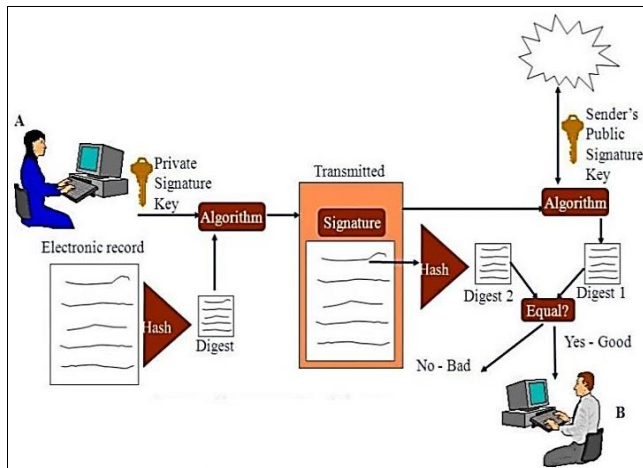 A
Private
Signature
Key
Algorithm
Electronic record
Hash
Digest
Transmitted
Signature
Hash
Sender's
Public
Signature
Key
Algorithm
Digest 2
Digest 1
Equal?
No - Bad
Yes - Good
B